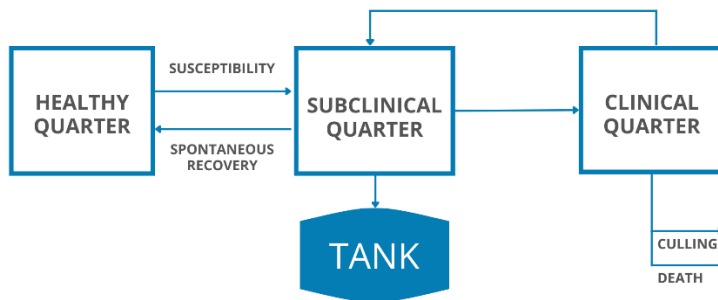 SUSCEPTIBILITY
HEALTHY
QUARTER
SPONTANEOUS
RECOVERY
SUBCLINICAL
QUARTER
CLINICAL
QUARTER
TANK
CULLING
DEATH